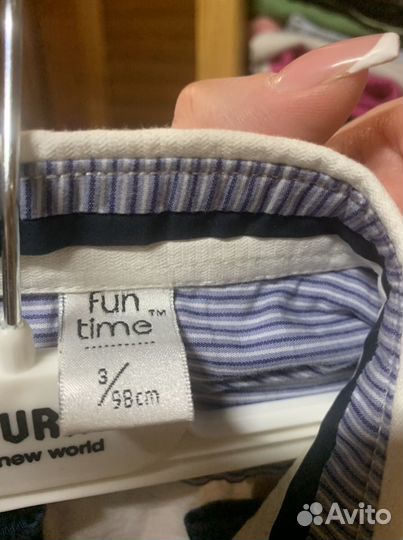 fun
time™
3/98cm
UR
new world
Avito